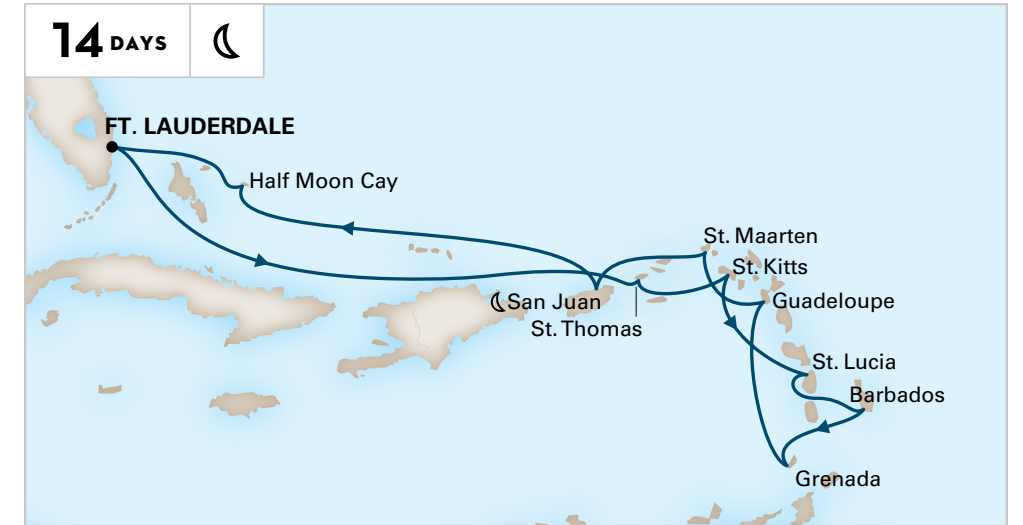 14 DAYS
FT. LAUDERDALE
Half Moon Cay
St. Maarten
St. Kitts
San Juan
Guadeloupe
St. Thomas
St. Lucia
Barbados
Grenada